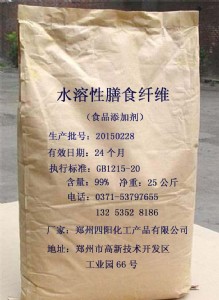 水溶性膳食纤维
(食品添加剂)
生产批号: 20150228
有效日期: 24个月
执行标准: GB1215-20
含量: 99% 净重: 25公斤
电话: 0371-53797655
132 5352 8186
厂家: 郑州四阳化工产品有限公司
地址: 郑州市高新技术开发区
工业园66号